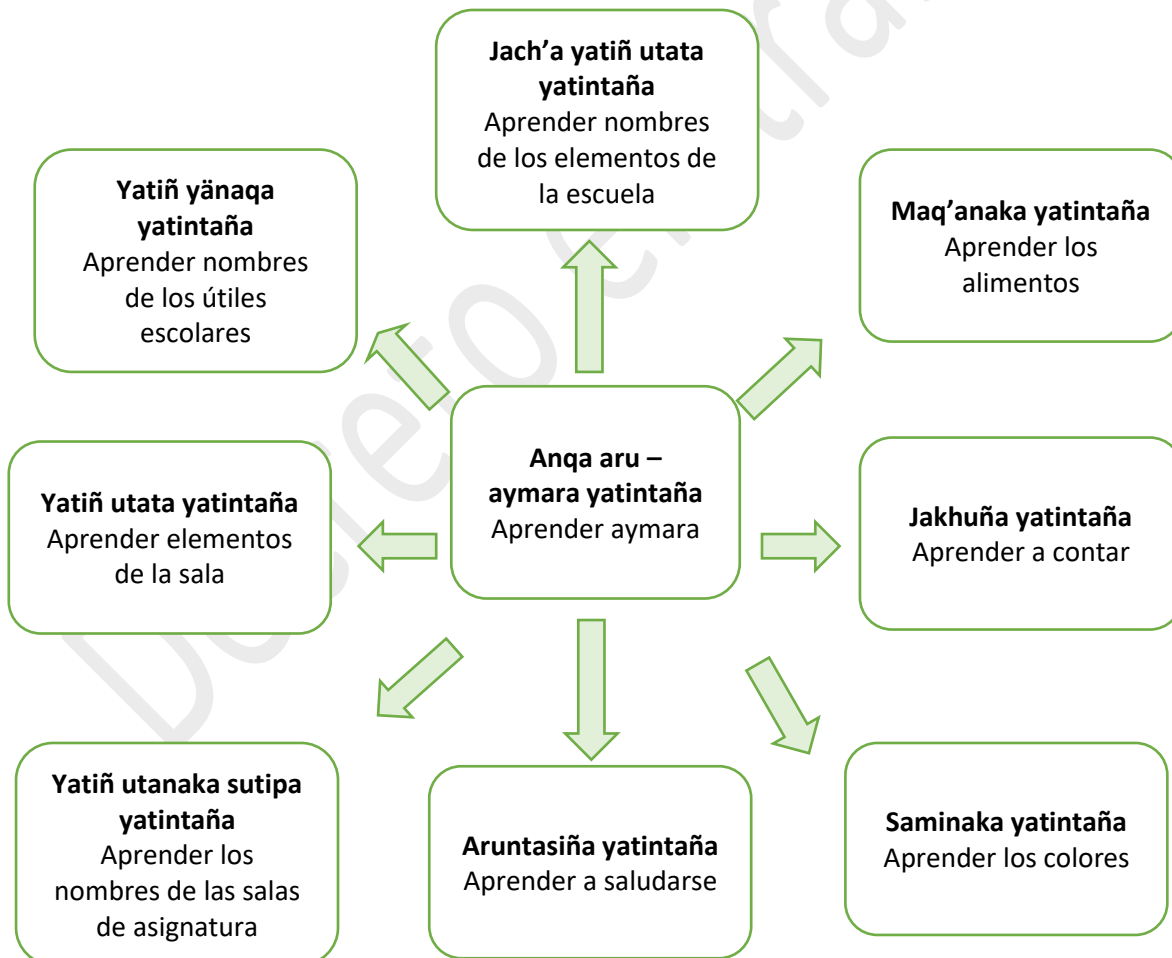 Jach’a yatiñ utata
yatintaña
Aprender nombres
de los elementos de
la escuela
Yatiñ yänaqa
yatintaña
Aprender nombres
de los útiles
escolares
Maq’anaka yatintaña
Aprender los
alimentos
Anqa aru –
aymara yatintaña
Aprender aymara
Yatiñ utata yatintaña
Aprender elementos
de la sala
Jakhuña yatintaña
Aprender a contar
Yatiñ utanaka sutipa
yatintaña
Aprender los
nombres de las salas
de asignatura
Aruntasiña yatintaña
Aprender a saludarse
Saminaka yatintaña
Aprender los colores